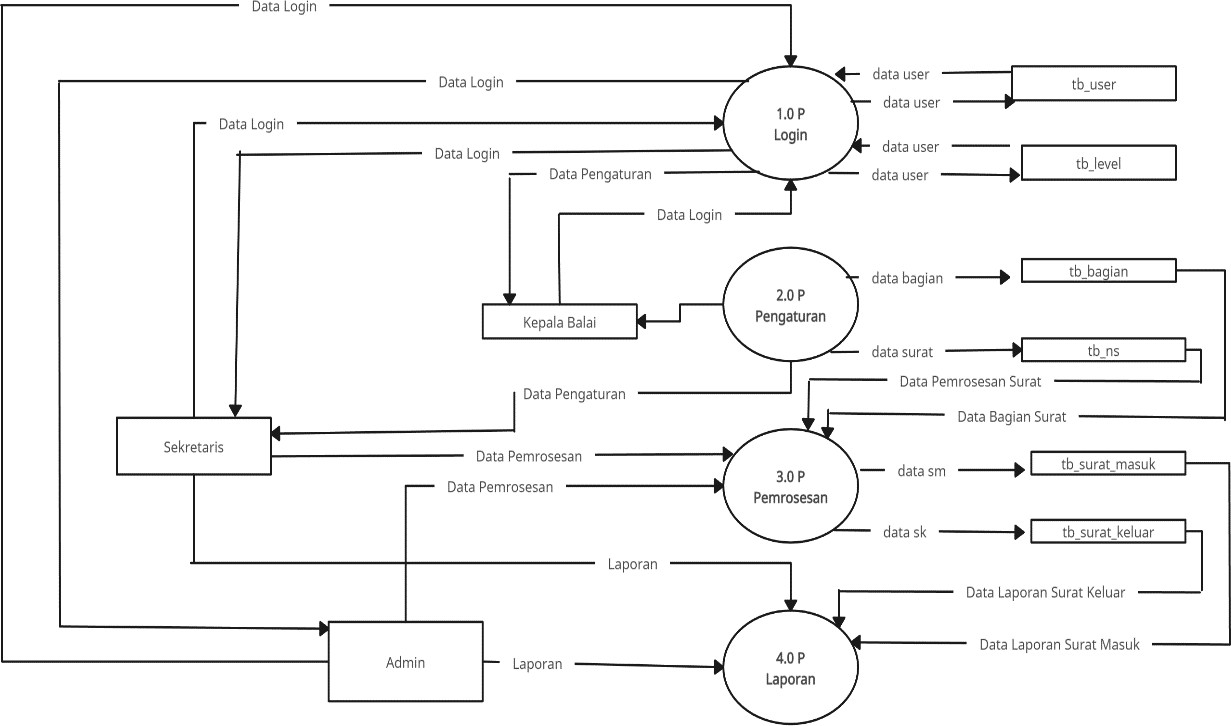 Data Login
Data Login
data user
tb_user
data user
1.0 P
Login
Data Login
Data Login
data user
tb_level
Data Pengaturan
data user
Data Login
2.0 P
Pengaturan
data bagian
tb_bagian
Kepala Balai
data surat
tb_ns
Data Pemrosesan Surat
Data Pengaturan
Data Bagian Surat
Sekretaris
Data Pemrosesan
Data Pemrosesan
3.0 P
Pemrosesan
data sm
tb_surat_masuk
data sk
tb_surat_keluar
Laporan
Data Laporan Surat Keluar
Data Laporan Surat Masuk
Admin
Laporan
4.0 P
Laporan